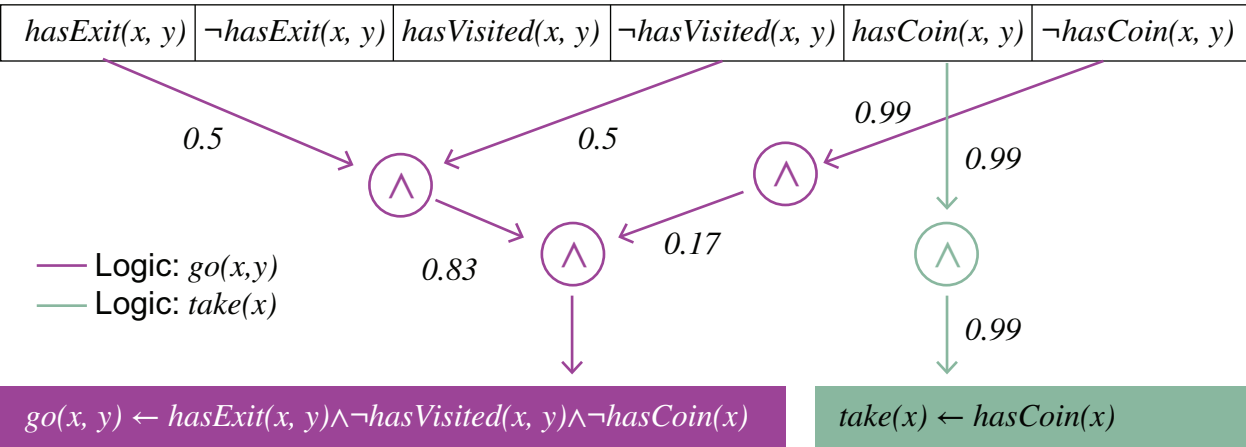 hasExit(x, y) ¬hasExit(x, y) hasVisited(x, y) ¬hasVisited(x, y) hasCoin(x, y) ¬hasCoin(x, y)
0.5
0.5
0.99
0.99
∧
∧
∧
∧
0.83
0.17
Logic: go(x,y)
Logic: take(x)
0.99
go(x, y) ← hasExit(x, y)∧¬hasVisited(x, y)∧¬hasCoin(x)
take(x) ← hasCoin(x)